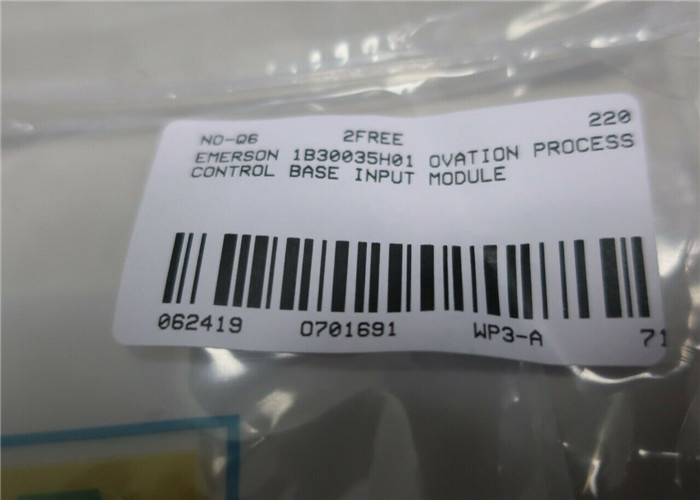 NO-Q6 2FREE 220
EMERSON 1B30035H01 OVATION PROCESS
CONTROL BASE INPUT MODULE
062419 0701691 WP3-A 71